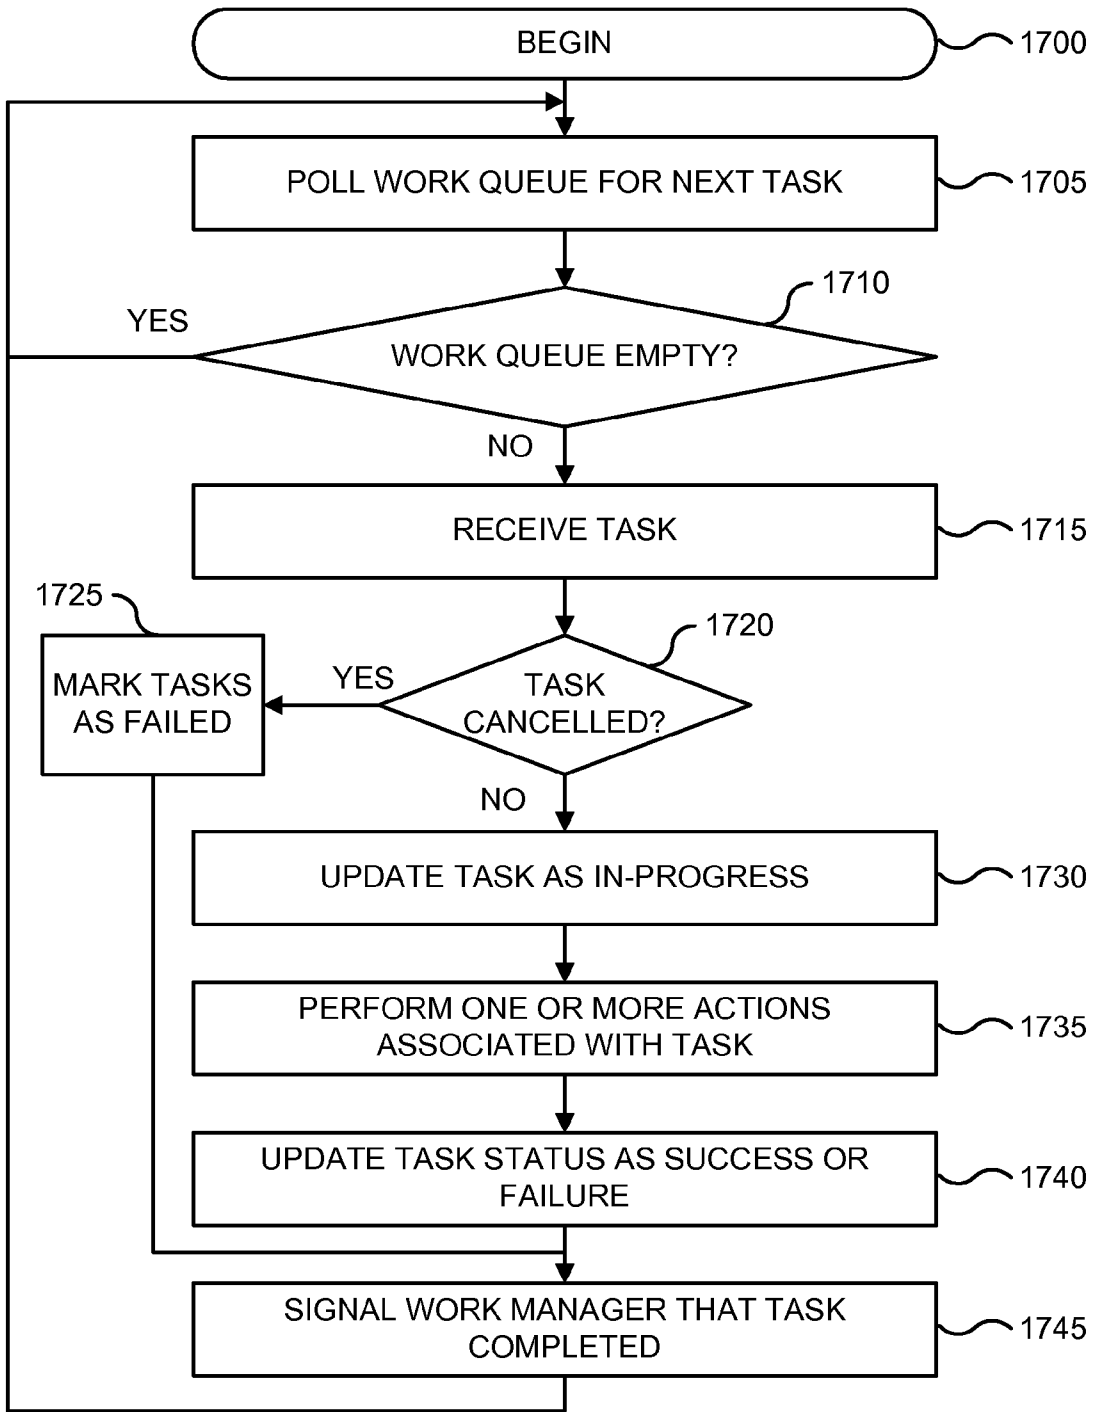 BEGIN
1700
POLL WORK QUEUE FOR NEXT TASK
1705
1710
YES
WORK QUEUE EMPTY?
NO
RECEIVE TASK
1715
1725
1720
MARK TASKS
AS FAILED
YES
TASK
CANCELLED?
NO
UPDATE TASK AS IN-PROGRESS
1730
PERFORM ONE OR MORE ACTIONS
ASSOCIATED WITH TASK
1735
UPDATE TASK STATUS AS SUCCESS OR
FAILURE
1740
SIGNAL WORK MANAGER THAT TASK
COMPLETED
1745